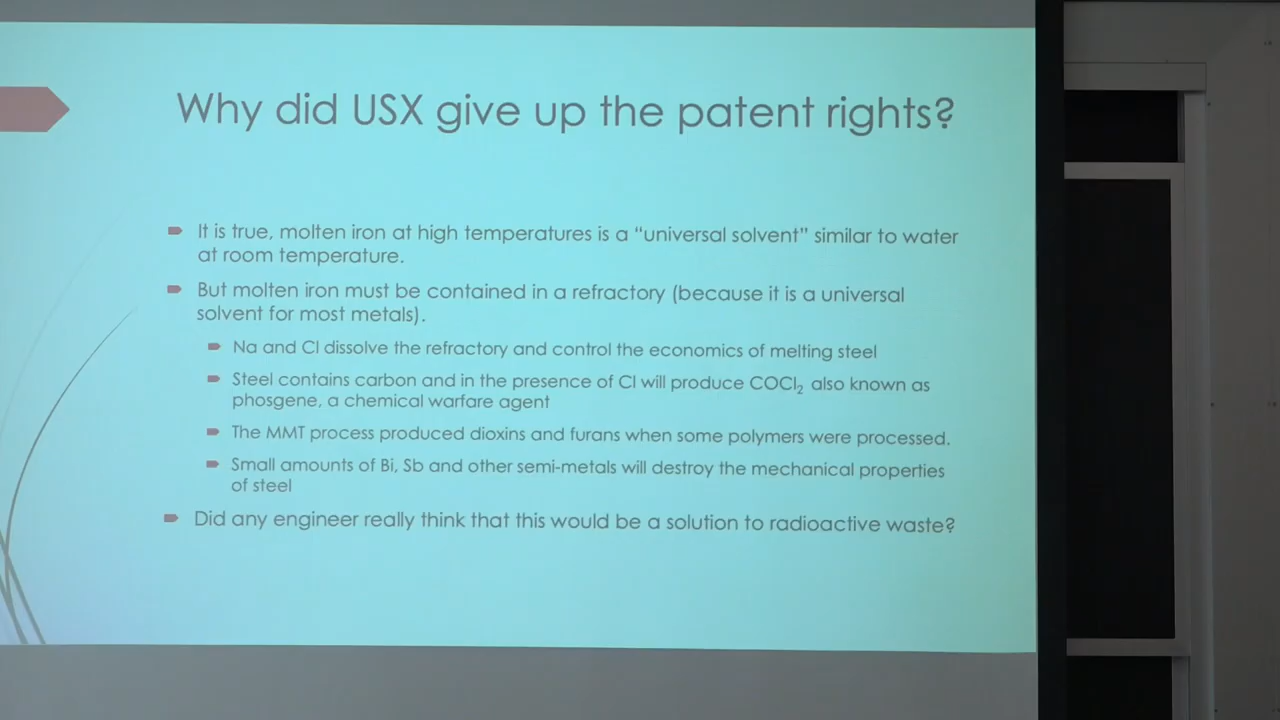 Why did USX give up the patent rights?
It is true, molten iron at high temperatures is a “universal solvent” similar to water
at room temperature.
But molten iron must be contained in a refractory (because it is a universal
solvent for most metals).
Na and Cl dissolve the refractory and control the economics of melting steel
Steel contains carbon and in the presence of Cl will produce COCl₂ also known as
phosgene, a chemical warfare agent
The MMT process produced dioxins and furans when some polymers were processed.
Small amounts of Bi, Sb and other semi-metals will destroy the mechanical properties
of steel
Did any engineer really think that this would be a solution to radioactive waste?